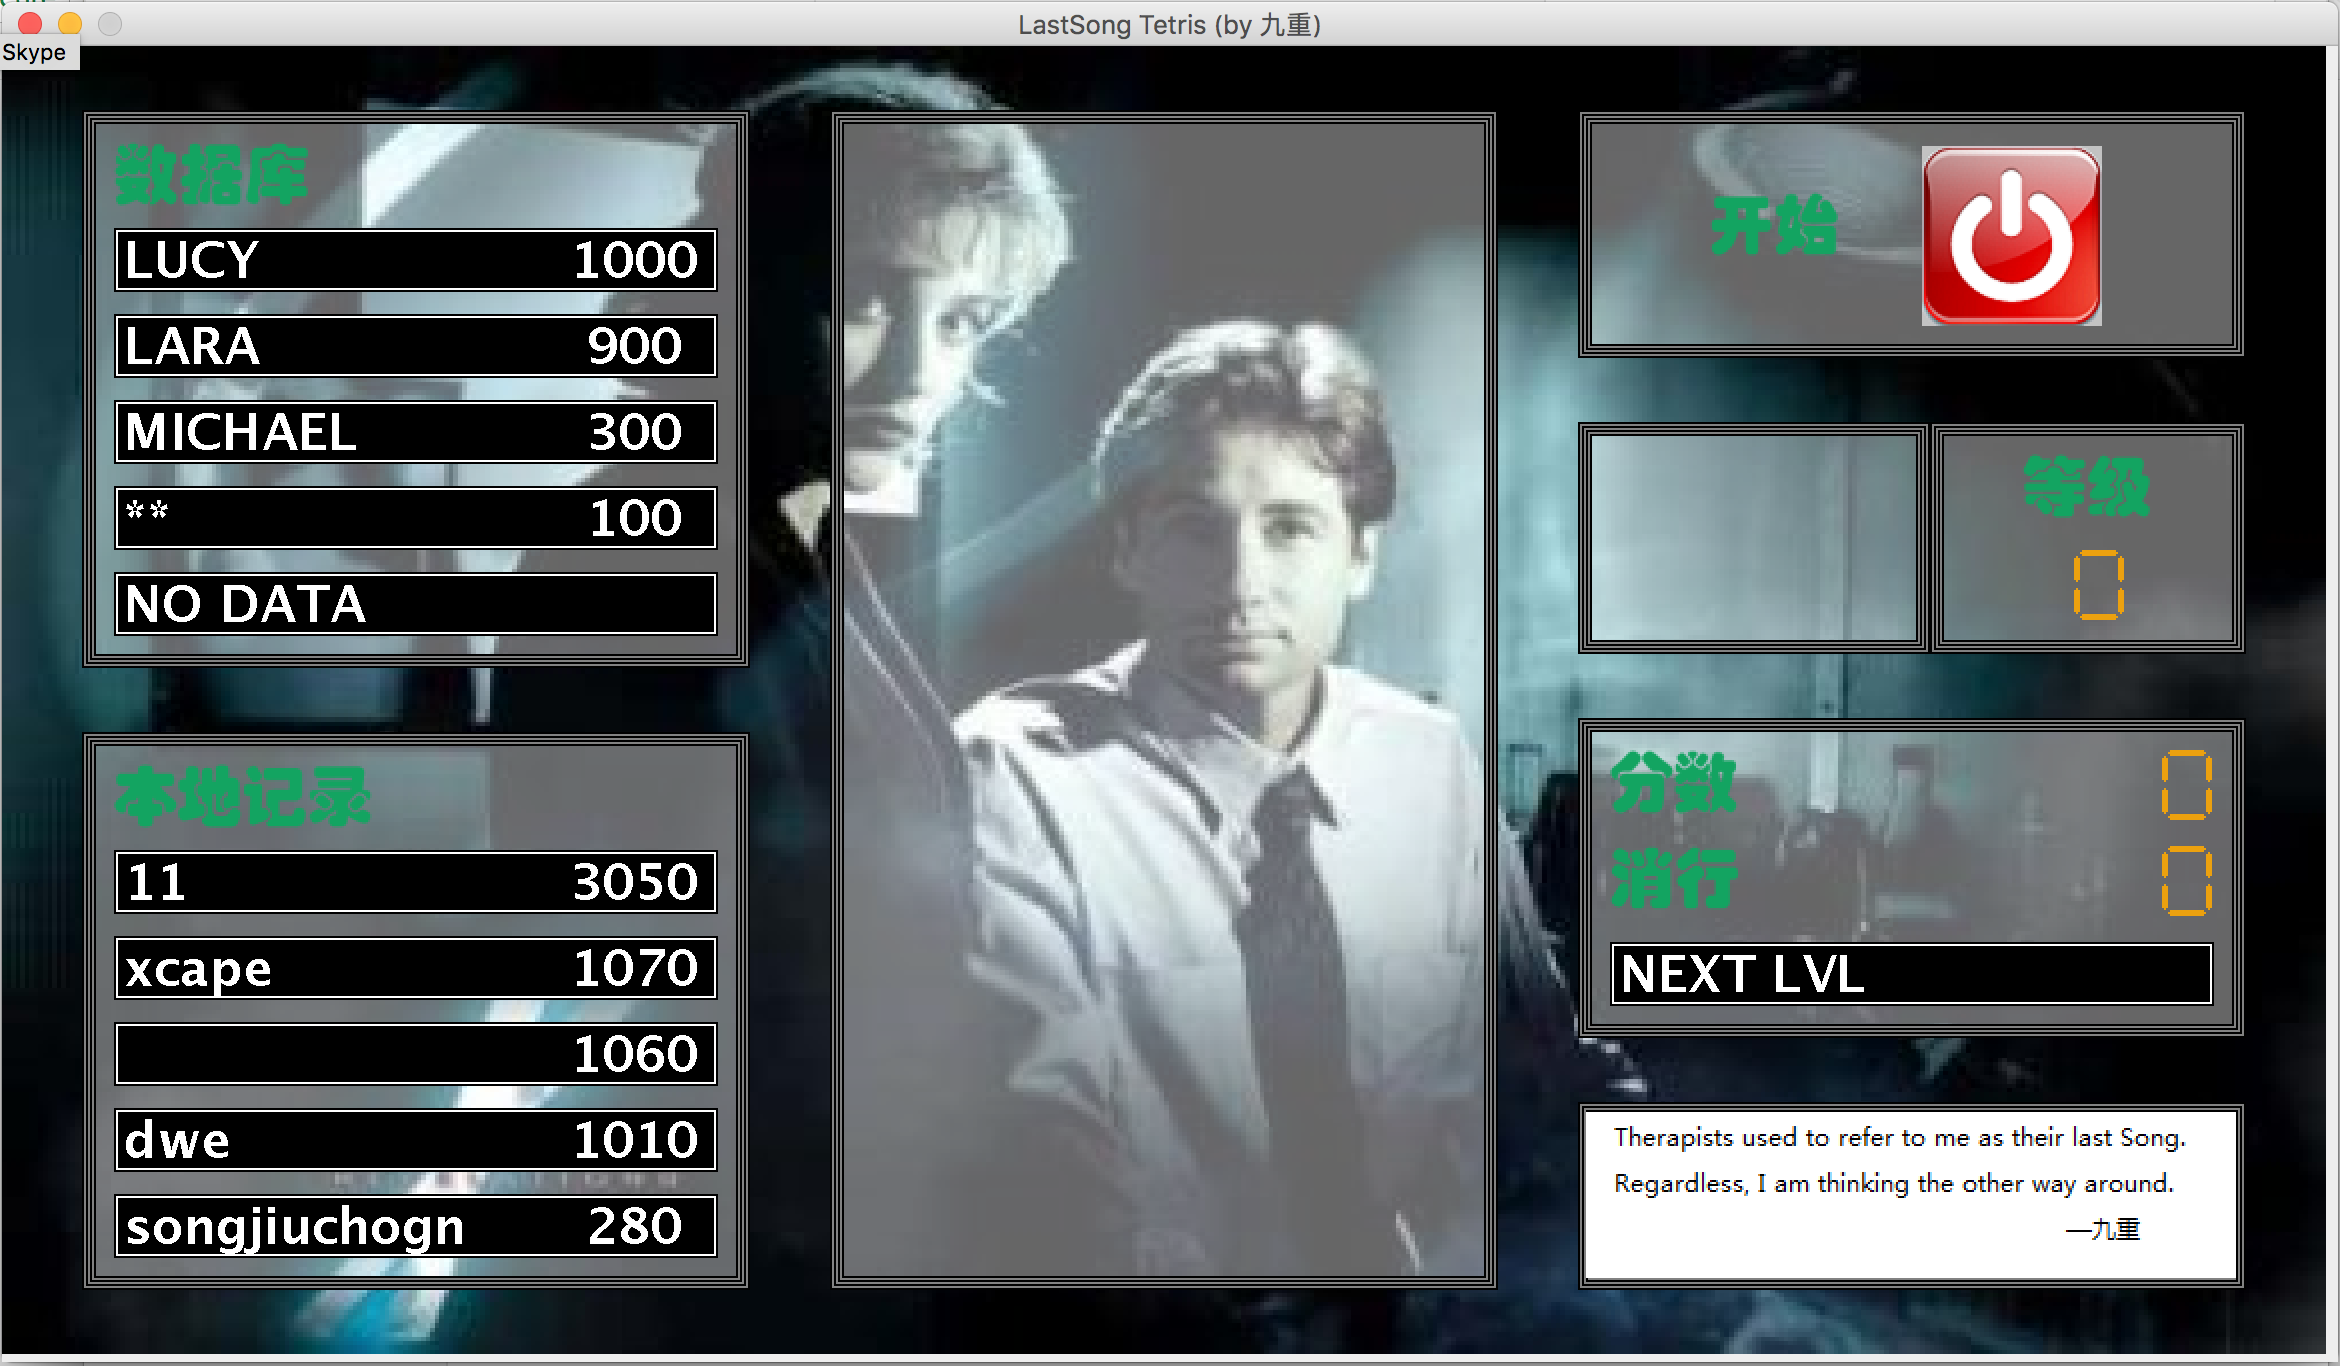 LastSong Tetris (by 九重)
Skype
数据库
LUCY 1000
LARA 900
MICHAEL 300
** 100
NO DATA
本地记录
11 3050
xcape 1070
1060
dwe 1010
songjiuchogn 280
开始
等级
0
分数 0
消行 0
NEXT LVL
Therapists used to refer to me as their last Song.
Regardless, I am thinking the other way around.
—九重